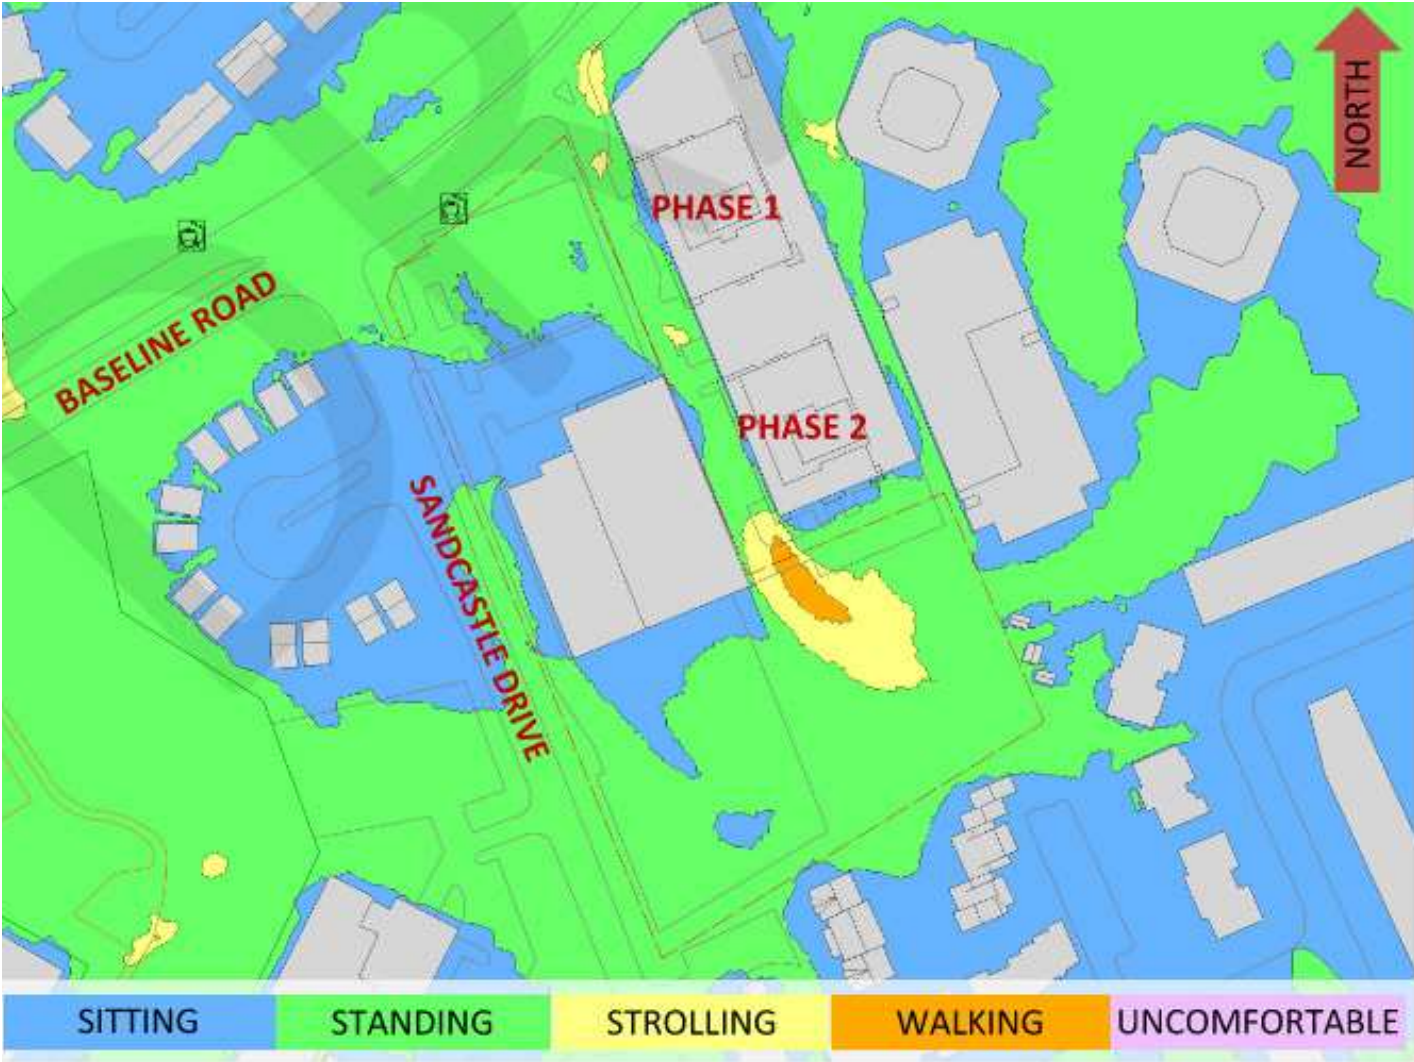 NORTH
PHASE 1
BASELINE ROAD
PHASE 2
SANDCASTLE DRIVE
SITTING
STANDING
STROLLING
WALKING
UNCOMFORTABLE